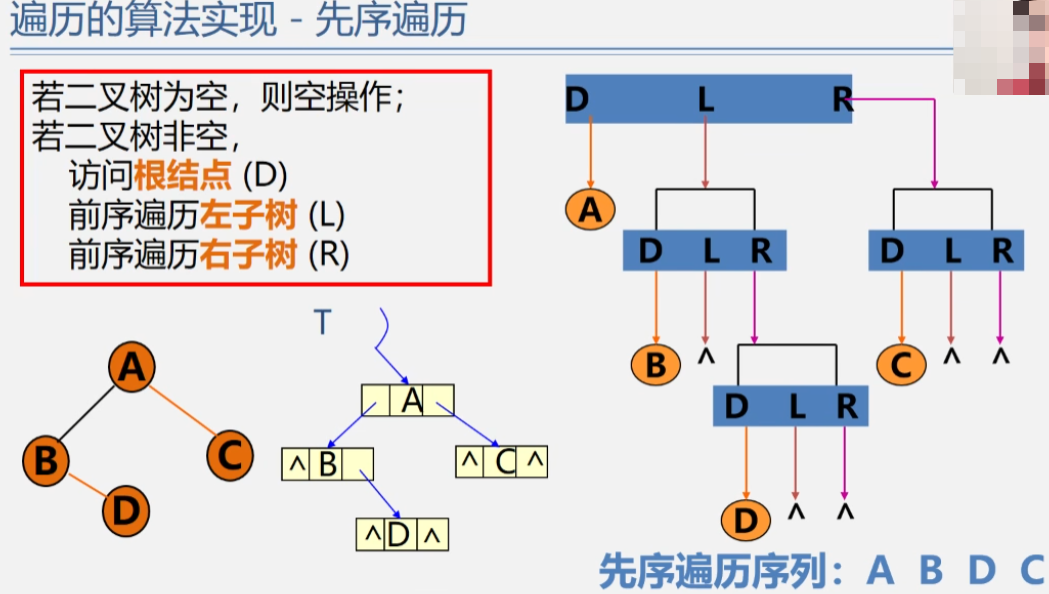 遍历的算法实现 - 先序遍历
若二叉树为空，则空操作；
若二叉树非空，
访问根结点 (D)
前序遍历左子树 (L)
前序遍历右子树 (R)
D L R
A
D L R
D L R
B ^
C ^ ^
D L R
D ^ ^
T
A
^ B
^ C ^
^ D ^
A
B
C
D
先序遍历序列：A B D C